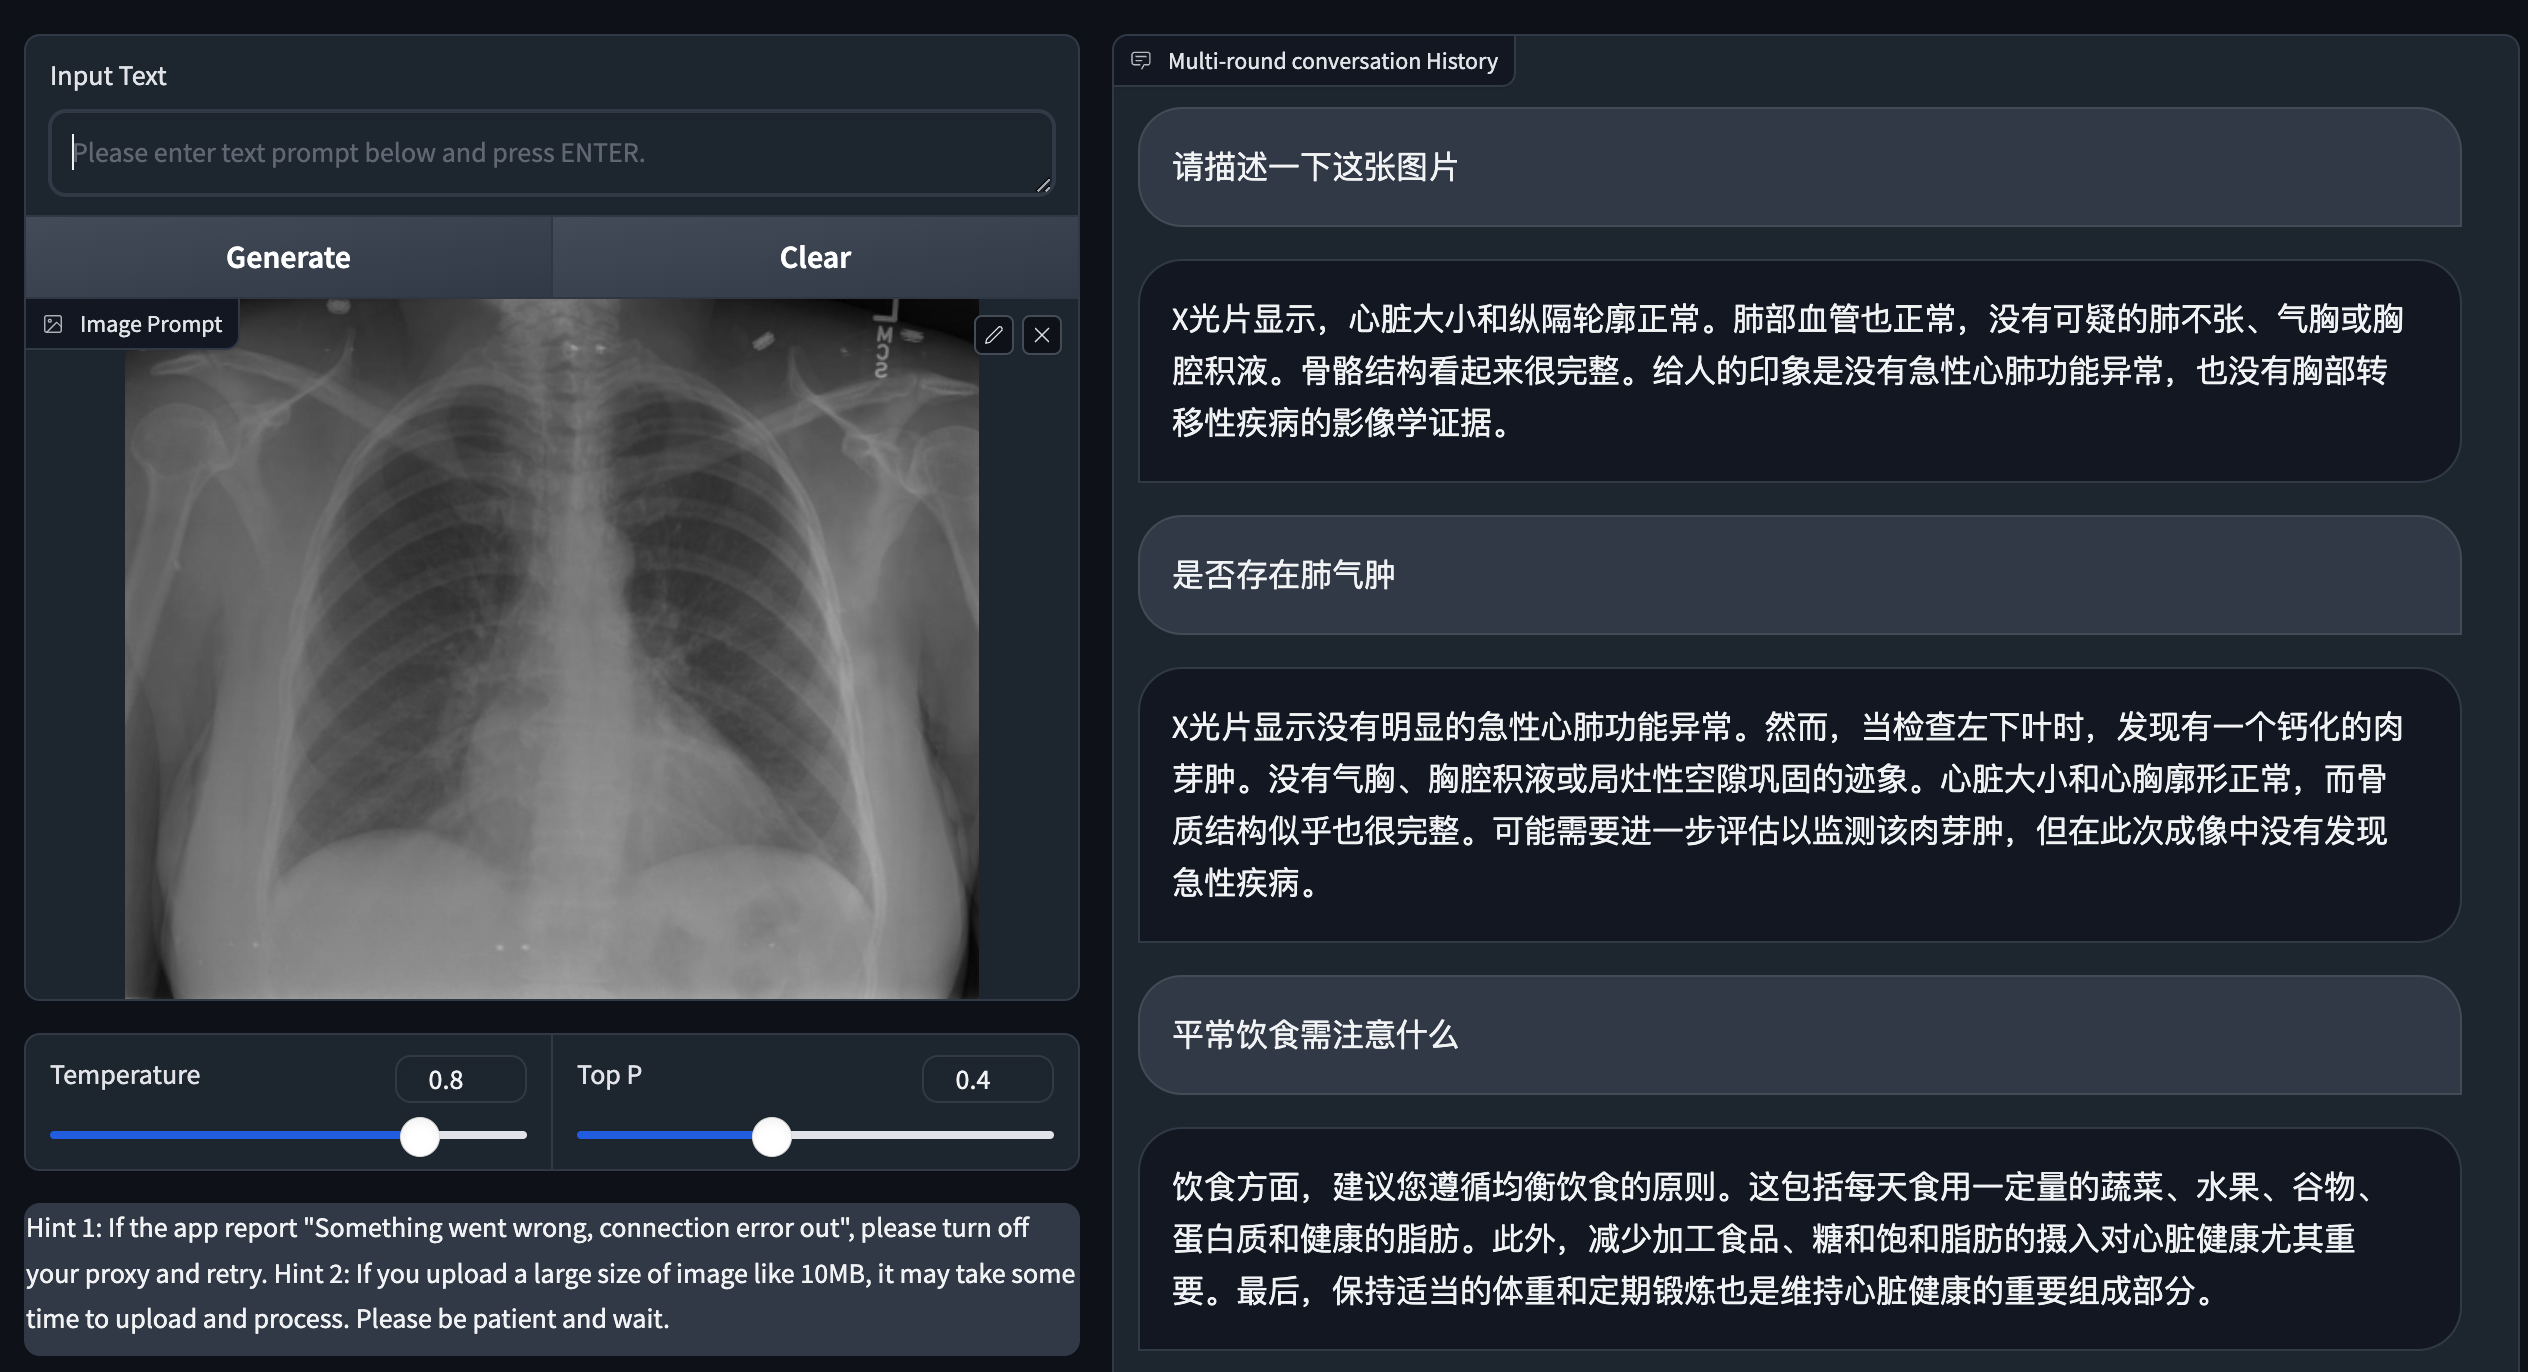 Input Text
Please enter text prompt below and press ENTER.
Generate
Clear
Image Prompt
L
MCS
Temperature
0.8
Top P
0.4
Hint 1: If the app report "Something went wrong, connection error out", please turn off
your proxy and retry. Hint 2: If you upload a large size of image like 10MB, it may take some
time to upload and process. Please be patient and wait.
Multi-round conversation History
请描述一下这张图片
X光片显示，心脏大小和纵隔轮廓正常。肺部血管也正常，没有可疑的肺不张、气胸或胸
腔积液。骨骼结构看起来很完整。给人的印象是没有急性心肺功能异常，也没有胸部转
移性疾病的影像学证据。
是否存在肺气肿
X光片显示没有明显的急性心肺功能异常。然而，当检查左下叶时，发现有一个钙化的肉
芽肿。没有气胸、胸腔积液或局灶性空隙巩固的迹象。心脏大小和心胸廓形正常，而骨
质结构似乎也很完整。可能需要进一步评估以监测该肉芽肿，但在此次成像中没有发现
急性疾病。
平常饮食需注意什么
饮食方面，建议您遵循均衡饮食的原则。这包括每天食用一定量的蔬菜、水果、谷物、
蛋白质和健康的脂肪。此外，减少加工食品、糖和饱和脂肪的摄入对心脏健康尤其重
要。最后，保持适当的体重和定期锻炼也是维持心脏健康的重要组成部分。